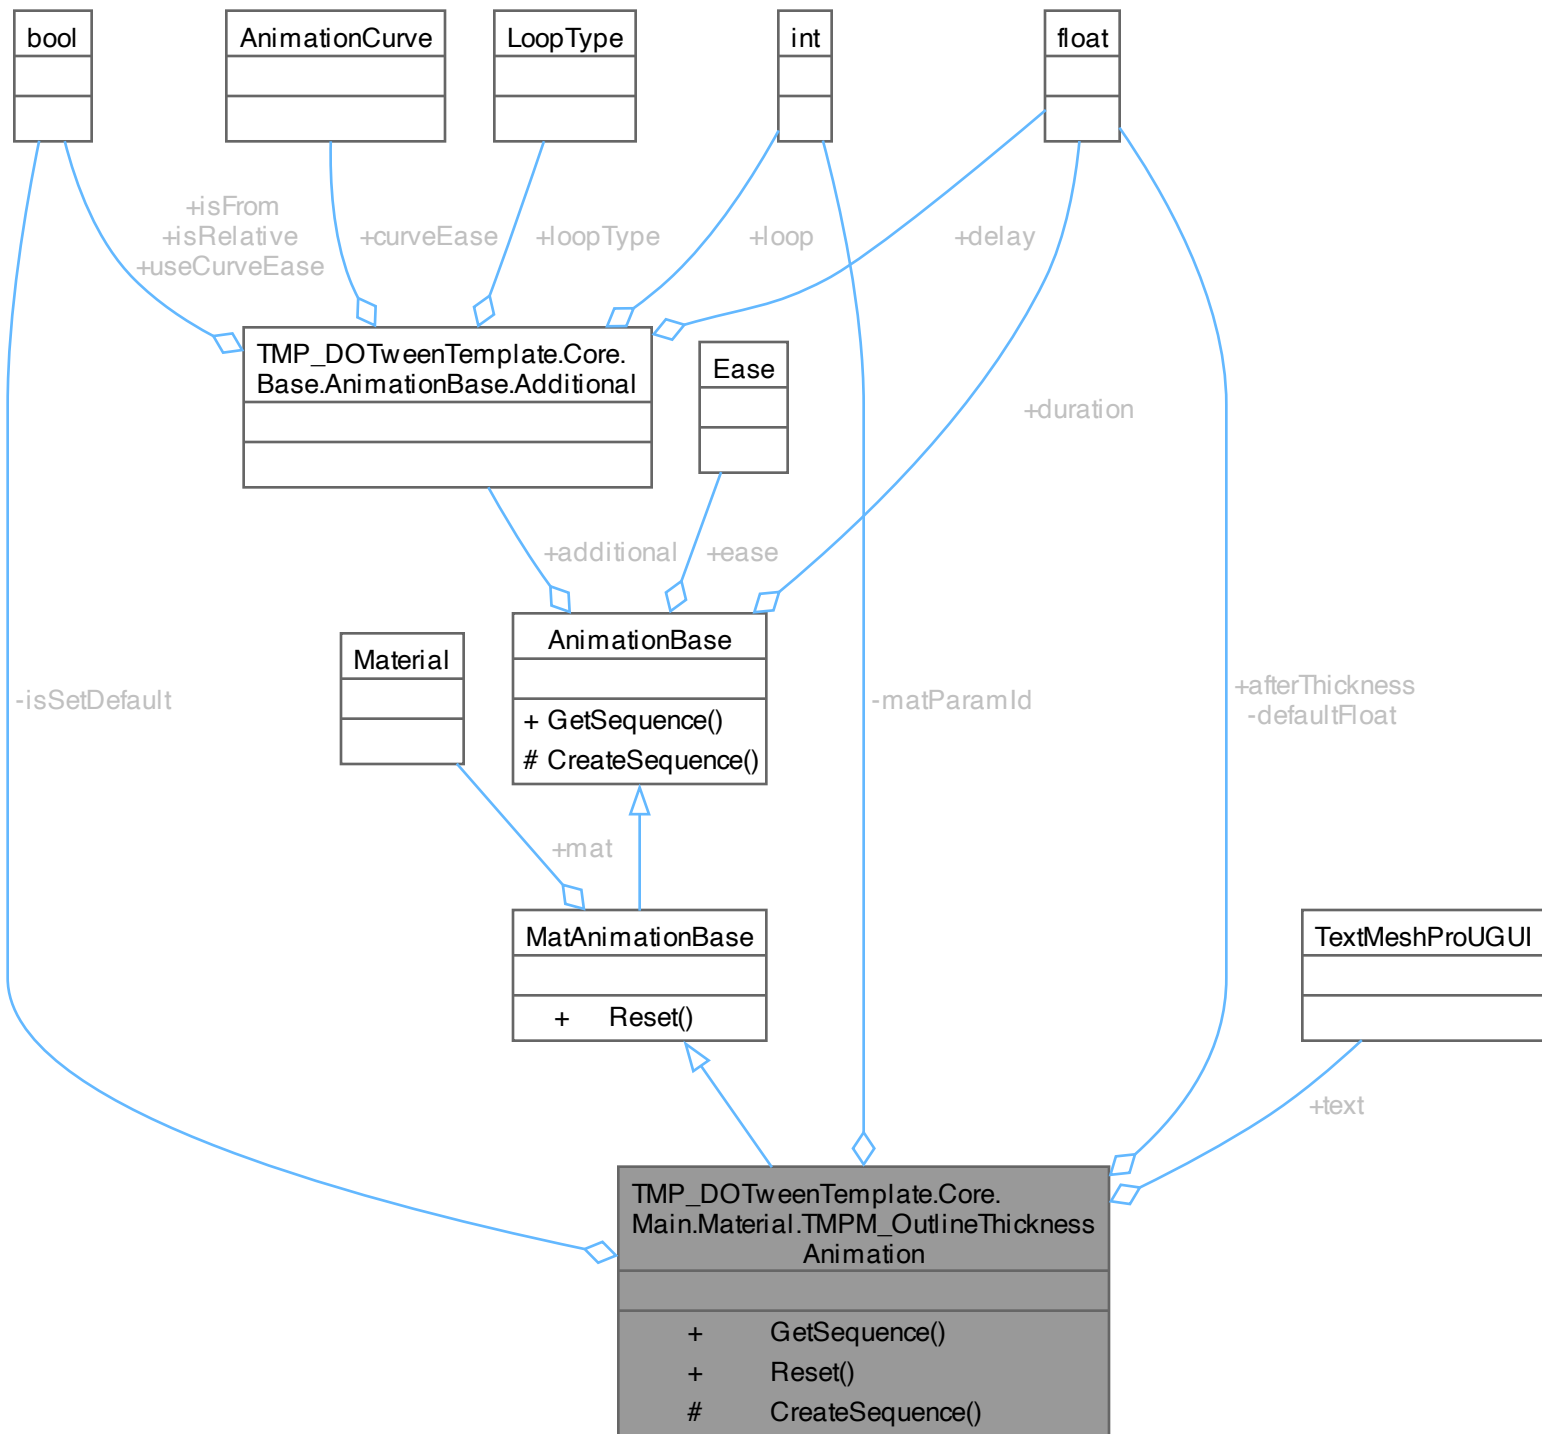 bool
AnimationCurve
LoopType
int
float
+isFrom
+isRelative
+useCurveEase
+curveEase
+loopType
+loop
+delay
TMP_DOTweenTemplate.Core.
Base.AnimationBase.Additional
Ease
+duration
+additional
+ease
AnimationBase
+ GetSequence()
# CreateSequence()
Material
-isSetDefault
-matParamId
+afterThickness
-defaultFloat
+mat
MatAnimationBase
+ Reset()
TextMeshProUGUI
+text
TMP_DOTweenTemplate.Core.
Main.Material.TMPM_OutlineThickness
Animation
+ GetSequence()
+ Reset()
# CreateSequence()